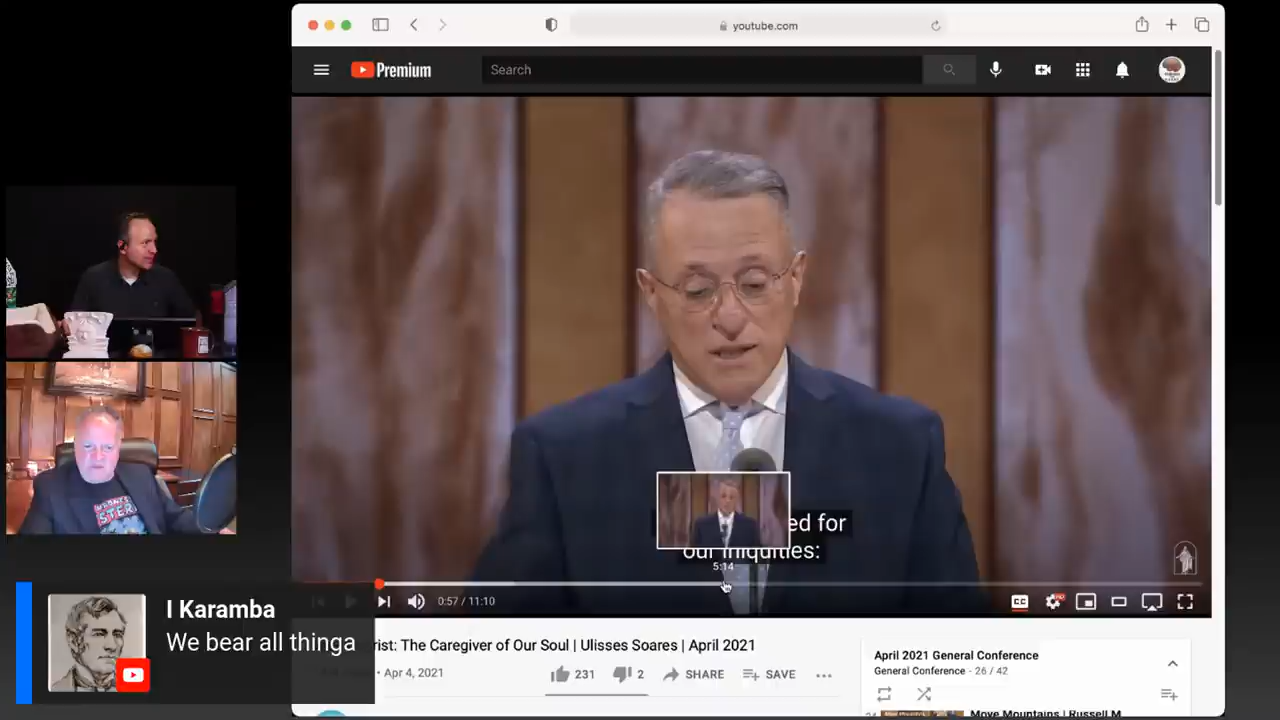 youtube.com
Premium
Search
ed for
our iniquities:
5:14
0:57 / 11:10
CC
HD
rist: The Caregiver of Our Soul | Ulisses Soares | April 2021
Apr 4, 2021
231
2
SHARE
SAVE
April 2021 General Conference
General Conference - 26 / 42
Move Mountains | Russell M.
I Karamba
We bear all thinga